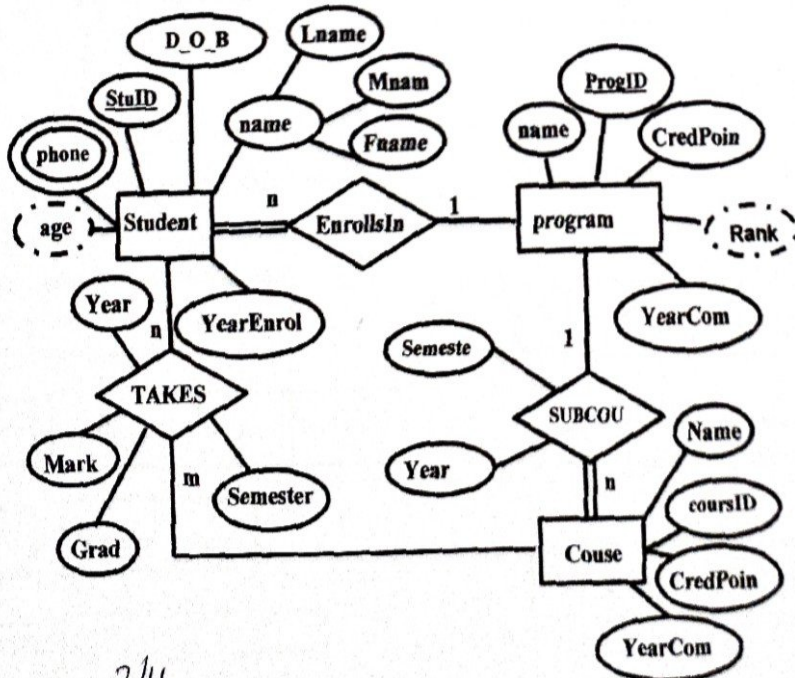 D_O_B
Lname
StuID
Mnam
name
Fname
phone
age
Student
n
EnrollsIn
1
ProgID
name
CredPoin
program
Rank
YearCom
Year
n
YearEnrol
TAKES
Mark
Grad
m
Semester
1
Semeste
SUBCOU
Year
n
Name
coursID
Couse
CredPoin
YearCom